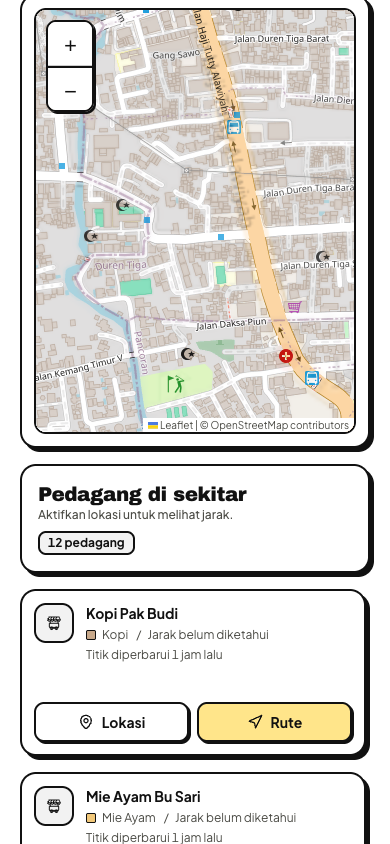 +
−
Jalan Haji Tutty Alawiyah
Jalan Duren Tiga Barat
Gang Sawo
Jalan Duren Tiga Bara
Duren Tiga
Jalan Duren Tiga S
Jalan Daksa
Pancoran
Jalan Kemang Timur V
Leaflet | © OpenStreetMap contributors
Pedagang di sekitar
Aktifkan lokasi untuk melihat jarak.
12 pedagang
Kopi Pak Budi
Kopi / Jarak belum diketahui
Titik diperbarui 1 jam lalu
Lokasi
Rute
Mie Ayam Bu Sari
Mie Ayam / Jarak belum diketahui
Titik diperbarui 1 jam lalu